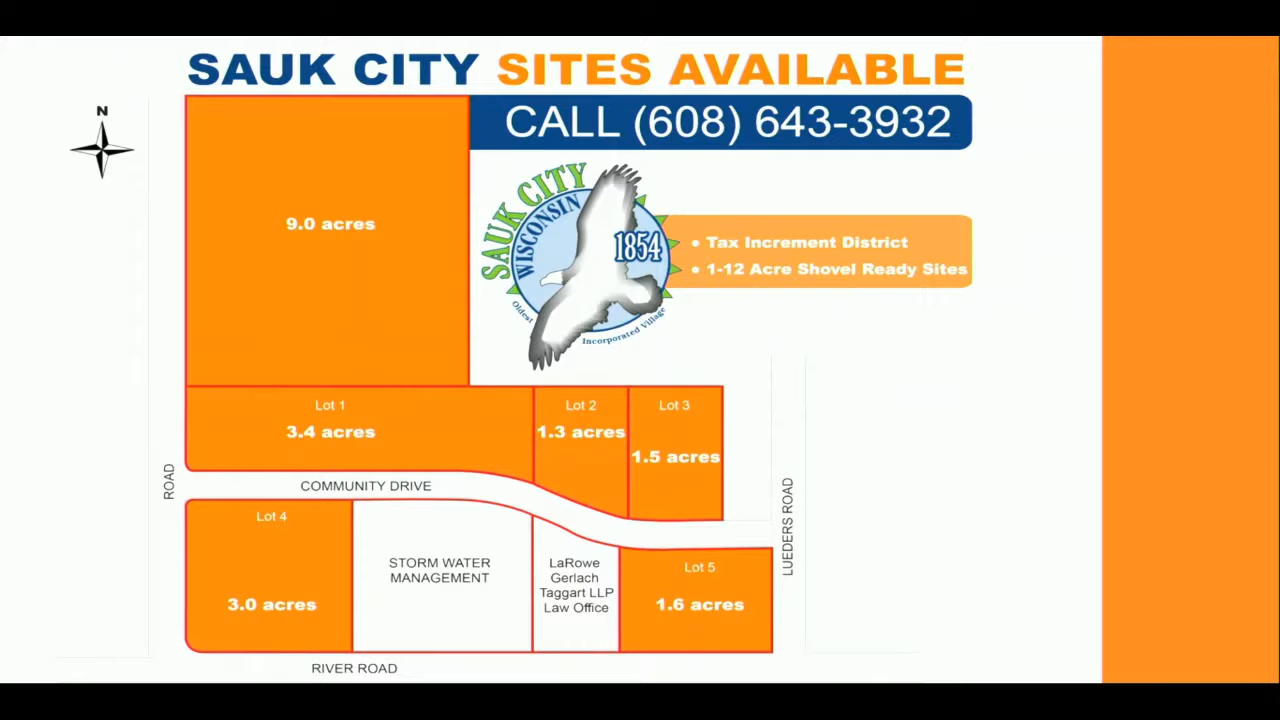 SAUK CITY SITES AVAILABLE
N
CALL (608) 643-3932
9.0 acres
SAUK CITY
WISCONSIN
1854
Oldest
Incorporated Village
• Tax Increment District
• 1-12 Acre Shovel Ready Sites
Lot 1
3.4 acres
Lot 2
1.3 acres
Lot 3
1.5 acres
ROAD
COMMUNITY DRIVE
LUEDERS ROAD
Lot 4
3.0 acres
STORM WATER
MANAGEMENT
LaRowe
Gerlach
Taggart LLP
Law Office
Lot 5
1.6 acres
RIVER ROAD